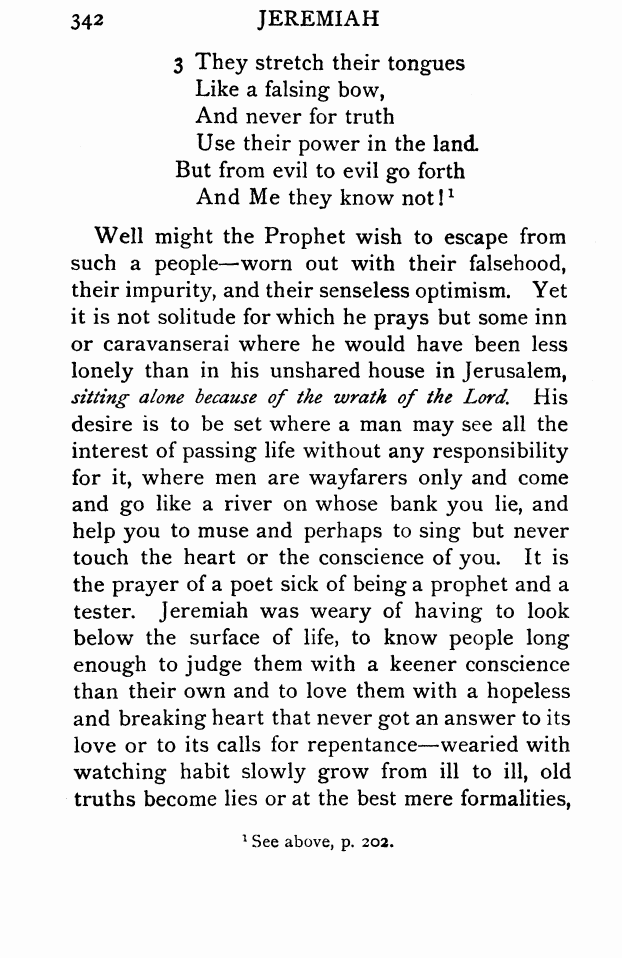 342 JEREMIAH
3 They stretch their tongues
Like a falsing bow,
And never for truth
Use their power in the land.
But from evil to evil go forth
And Me they know not!¹
Well might the Prophet wish to escape from
such a people—worn out with their falsehood,
their impurity, and their senseless optimism. Yet
it is not solitude for which he prays but some inn
or caravanserai where he would have been less
lonely than in his unshared house in Jerusalem,
sitting alone because of the wrath of the Lord. His
desire is to be set where a man may see all the
interest of passing life without any responsibility
for it, where men are wayfarers only and come
and go like a river on whose bank you lie, and
help you to muse and perhaps to sing but never
touch the heart or the conscience of you. It is
the prayer of a poet sick of being a prophet and a
tester. Jeremiah was weary of having to look
below the surface of life, to know people long
enough to judge them with a keener conscience
than their own and to love them with a hopeless
and breaking heart that never got an answer to its
love or to its calls for repentance—wearied with
watching habit slowly grow from ill to ill, old
truths become lies or at the best mere formalities,
¹ See above, p. 202.